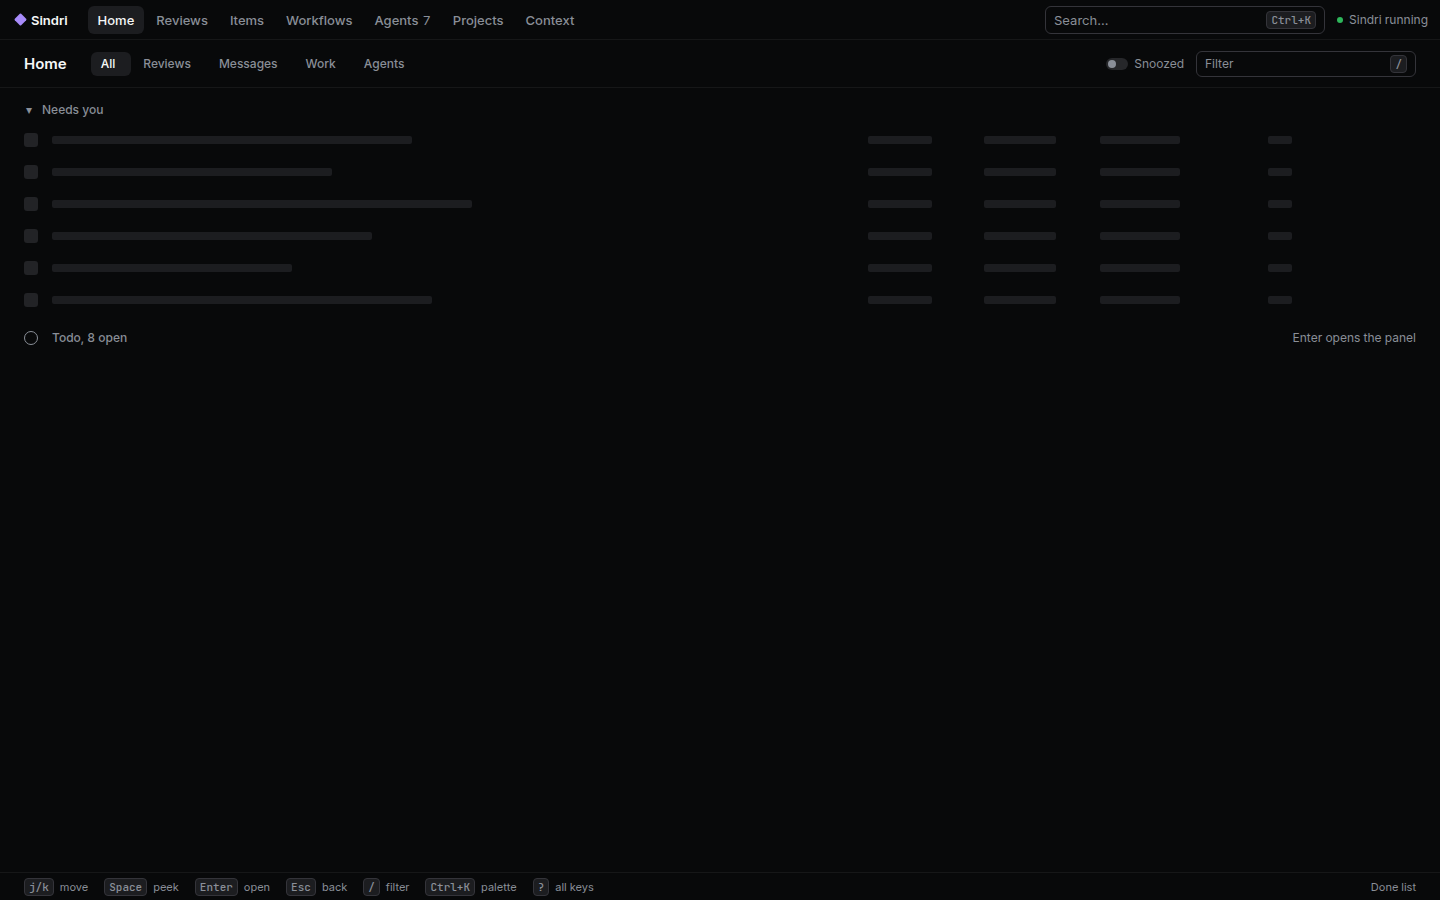 Sindri Home Reviews Items Workflows Agents 7 Projects Context Search... Ctrl+K Sindri running
Home All Reviews Messages Work Agents Snoozed Filter /
▼ Needs you
Todo, 8 open Enter opens the panel
j/k move Space peek Enter open Esc back / filter Ctrl+K palette ? all keys Done list